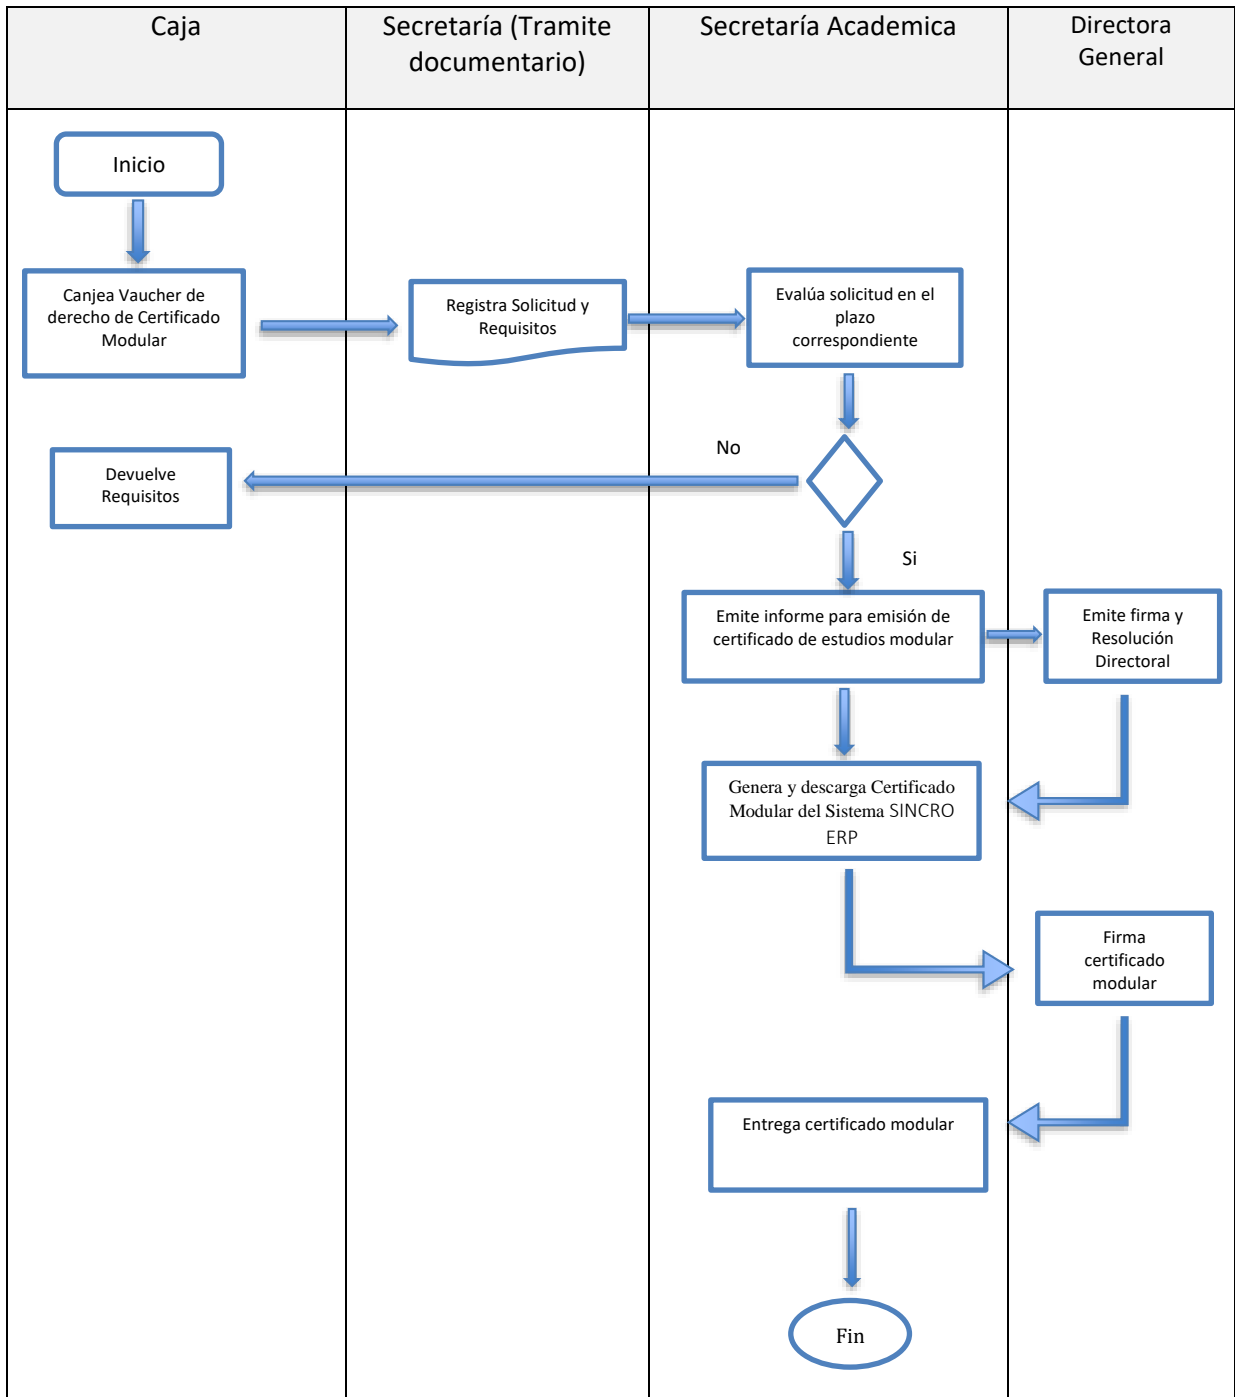 Caja
Secretaría (Tramite
documentario)
Secretaría Academica
Directora
General
Inicio
Canjea Vaucher de
derecho de Certificado
Modular
Registra Solicitud y
Requisitos
Evalúa solicitud en el
plazo
correspondiente
No
Devuelve
Requisitos
Si
Emite informe para emisión de
certificado de estudios modular
Emite firma y
Resolución
Directoral
Genera y descarga Certificado
Modular del Sistema SINCRO
ERP
Firma
certificado
modular
Entrega certificado modular
Fin